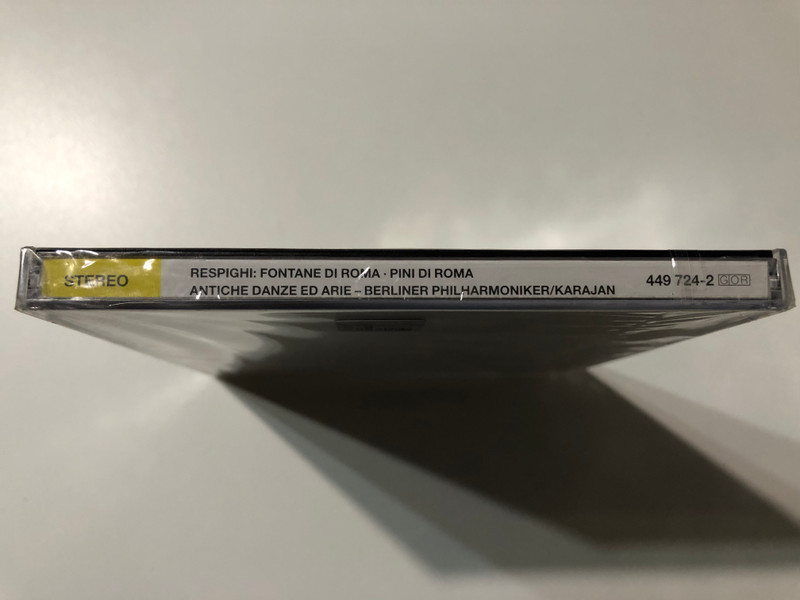 STEREO
RESPIGHI: FONTANE DI ROMA · PINI DI ROMA
ANTICHE DANZE ED ARIE – BERLINER PHILHARMONIKER/KARAJAN
449 724-2 GOR